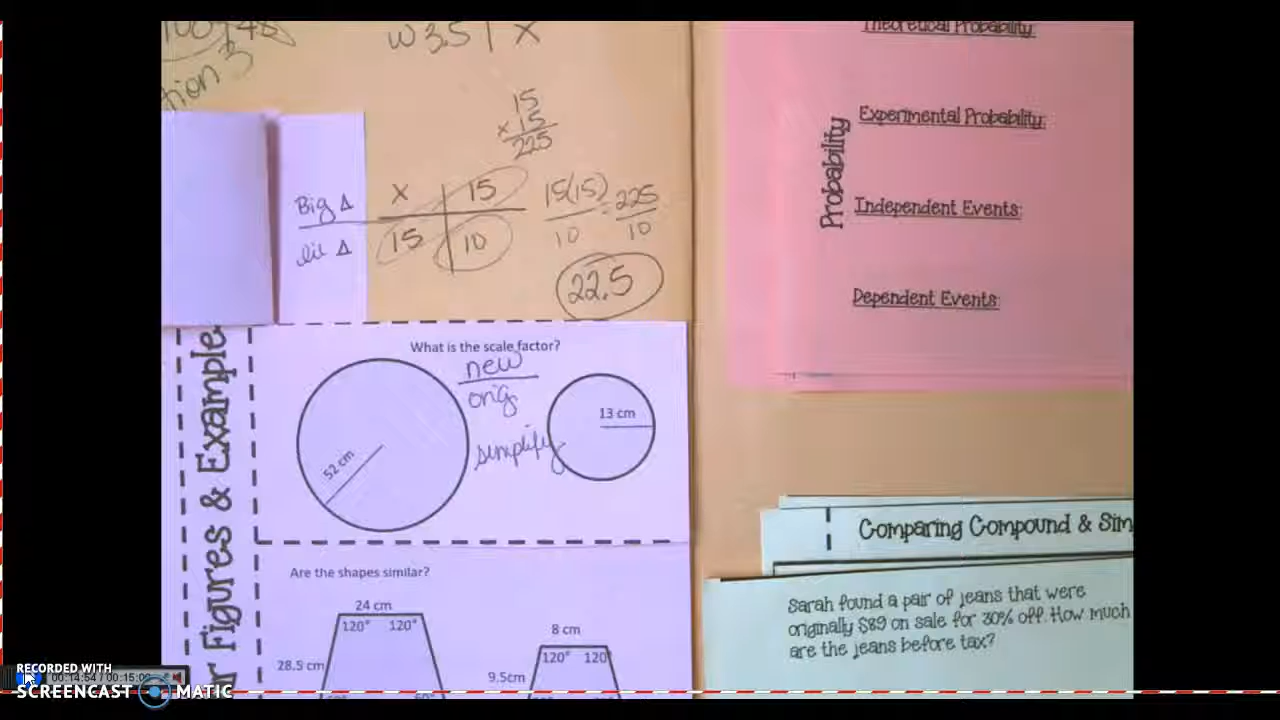 tion 3
w 3.5 | X
15
x 15
225
Big Δ X 15
lil Δ 15 10
15(15) = 225
10 10
22.5
What is the scale factor?
new
orig.
simplify
52 cm
13 cm
r Figures & Example
Are the shapes similar?
24 cm
120° 120°
28.5 cm
8 cm
120° 120
9.5cm
Theoretical Probability:
Experimental Probability:
Probability
Independent Events:
Dependent Events:
Comparing Compound & Sim
Sarah found a pair of jeans that were
originally $89 on sale for 30% off. How much
are the jeans before tax?
RECORDED WITH
SCREENCAST MATIC